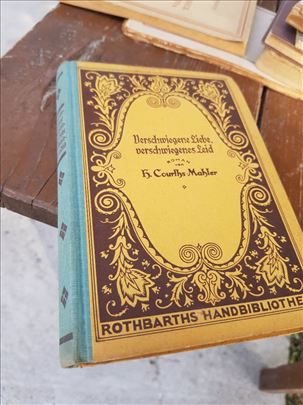 Verschwiegene Liebe,
verschwiegenes Leid
ROMAN
von
H. Courths Mahler
ROTHBARTHS HANDBIBLIOTHE